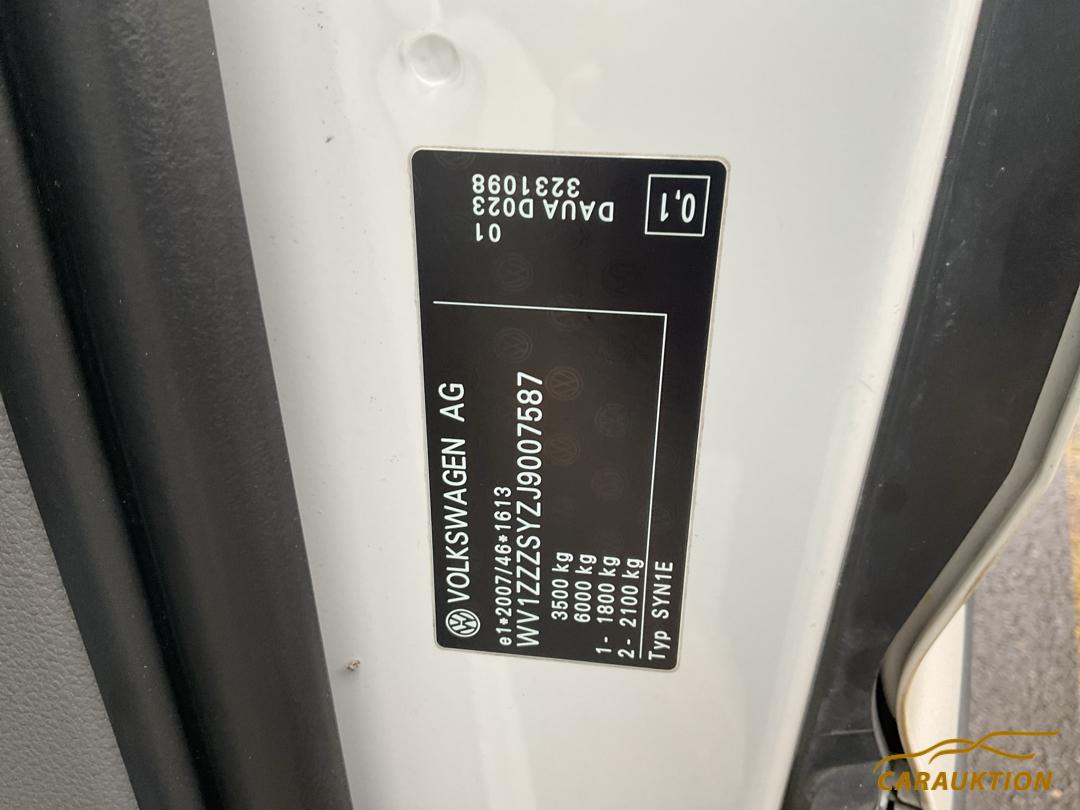 VOLKSWAGEN AG
e1*2007/46*1613
WV1ZZZSYZJ9007587
3500 kg
6000 kg
1- 1800 kg
2- 2100 kg
Typ SYN1E
01
DAUA D023
3231098
0,1
CARAUKTION